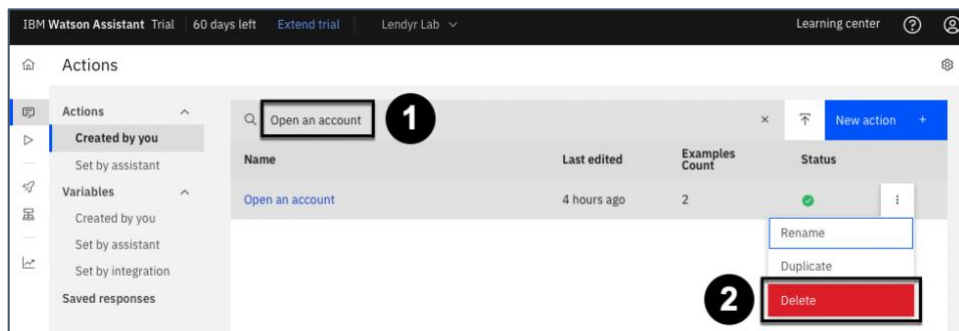 IBM Watson Assistant Trial 60 days left Extend trial Lendyr Lab Learning center
Actions
Actions
Created by you
Set by assistant
Variables
Created by you
Set by assistant
Set by integration
Saved responses
Open an account 1 × New action +
Name Last edited Examples Count Status
Open an account 4 hours ago 2
Rename
Duplicate
2 Delete